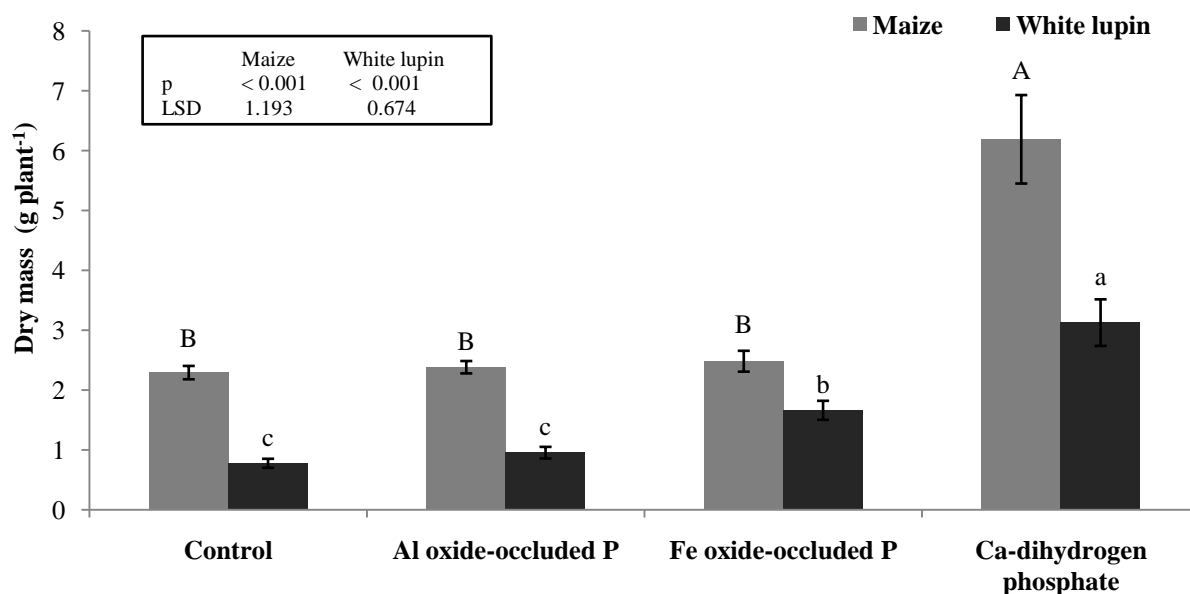 8
7
6
5
4
3
2
1
0
Dry mass (g plant⁻¹)
Maize White lupin
p < 0.001 < 0.001
LSD 1.193 0.674
Maize White lupin
B
c
B
c
B
b
A
a
Control
Al oxide-occluded P
Fe oxide-occluded P
Ca-dihydrogen
phosphate